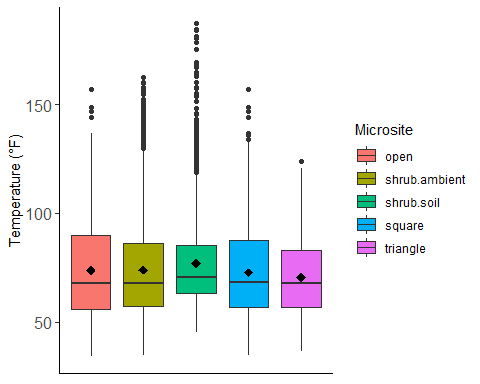 Temperature (°F)
150
100
50
Microsite
open
shrub.ambient
shrub.soil
square
triangle